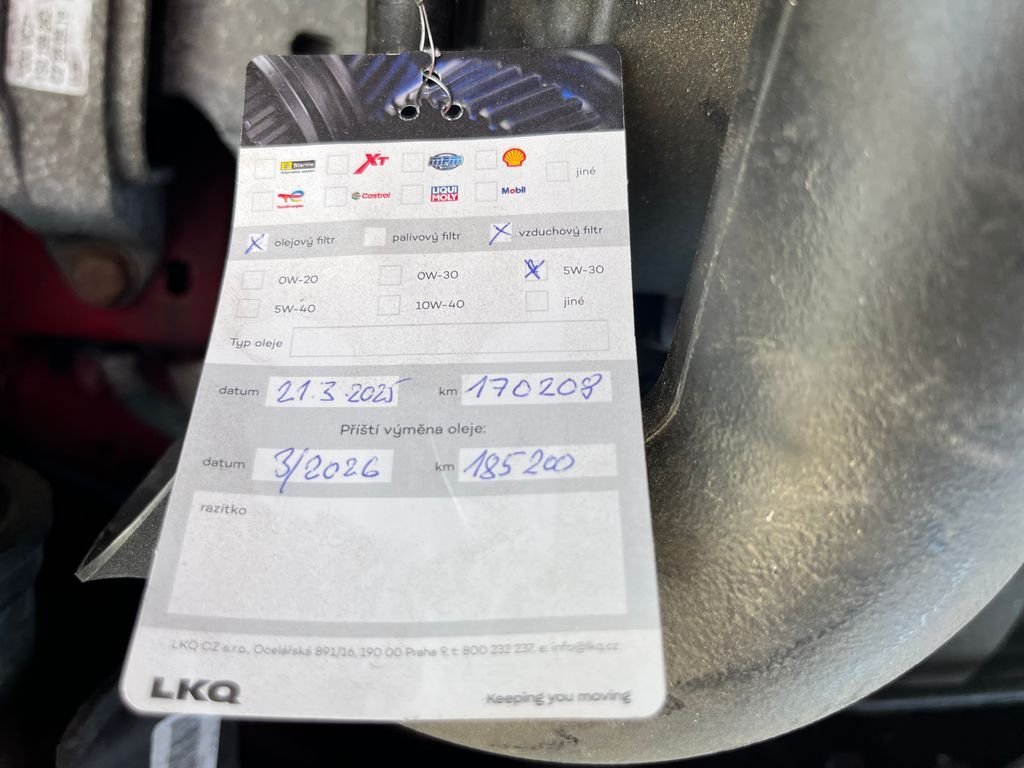 Starline XT MJM jiné
TotalEnergies Castrol LIQUI MOLY Mobil
olejový filtr palivový filtr vzduchový filtr
0W-20 0W-30 5W-30
5W-40 10W-40 jiné
Typ oleje
datum 21.3.2025 km 170208
Příští výměna oleje:
datum 3/2026 km 185200
razítko
LKQ CZ s.r.o., Ocelářská 891/16, 190 00 Praha 9, t: 800 232 237, e: info@lkq.cz
LKQ Keeping you moving